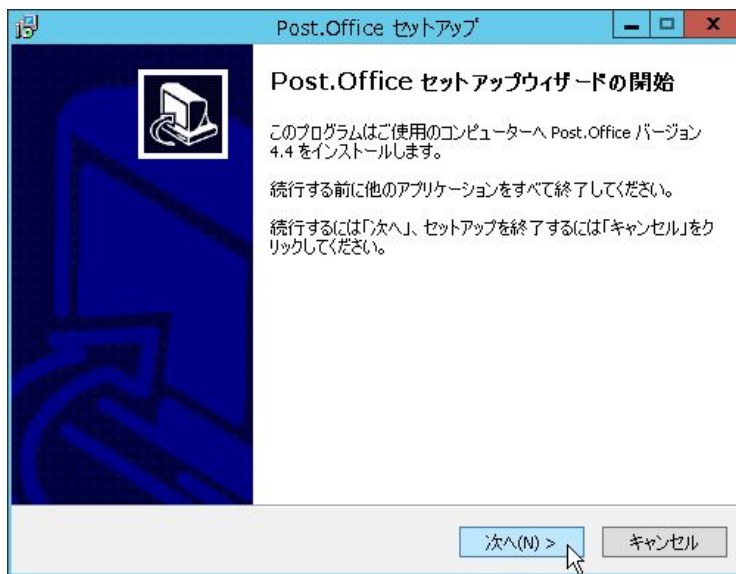 Post.Office セットアップ
Post.Office セットアップウィザードの開始
このプログラムはご使用のコンピューターへ Post.Office バージョン
4.4 をインストールします。
続行する前に他のアプリケーションをすべて終了してください。
続行するには「次へ」、セットアップを終了するには「キャンセル」をク
リックしてください。
次へ(N) >
キャンセル